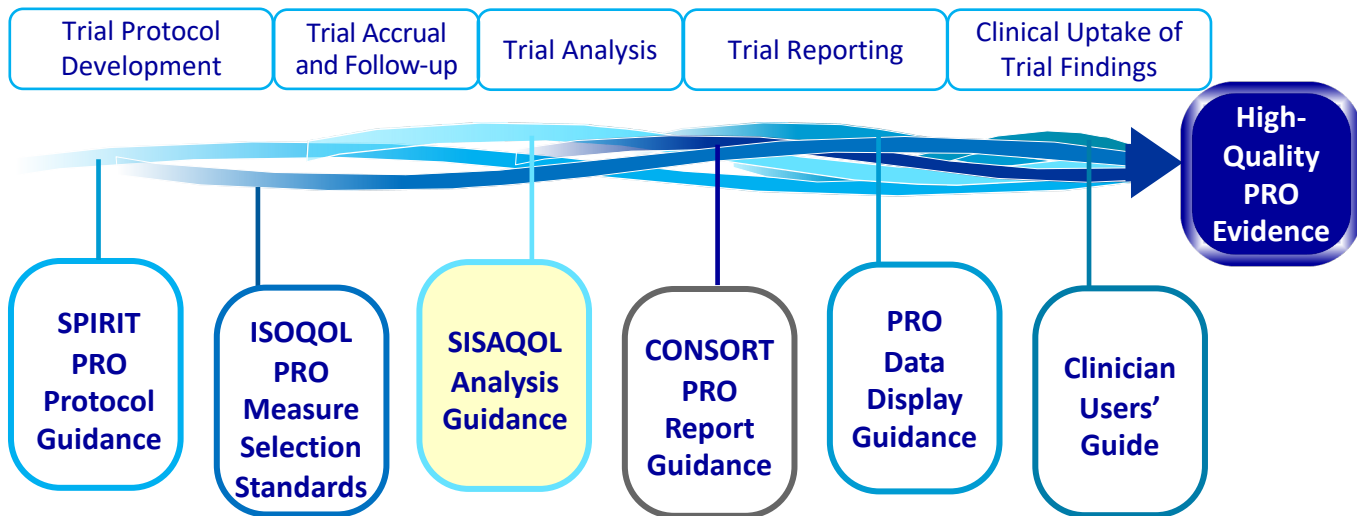 Trial Protocol
Development
Trial Accrual
and Follow-up
Trial Analysis
Trial Reporting
Clinical Uptake of
Trial Findings
High-
Quality
PRO
Evidence
SPIRIT
PRO
Protocol
Guidance
ISOQOL
PRO
Measure
Selection
Standards
SISAQOL
Analysis
Guidance
CONSORT
PRO
Report
Guidance
PRO
Data
Display
Guidance
Clinician
Users’
Guide